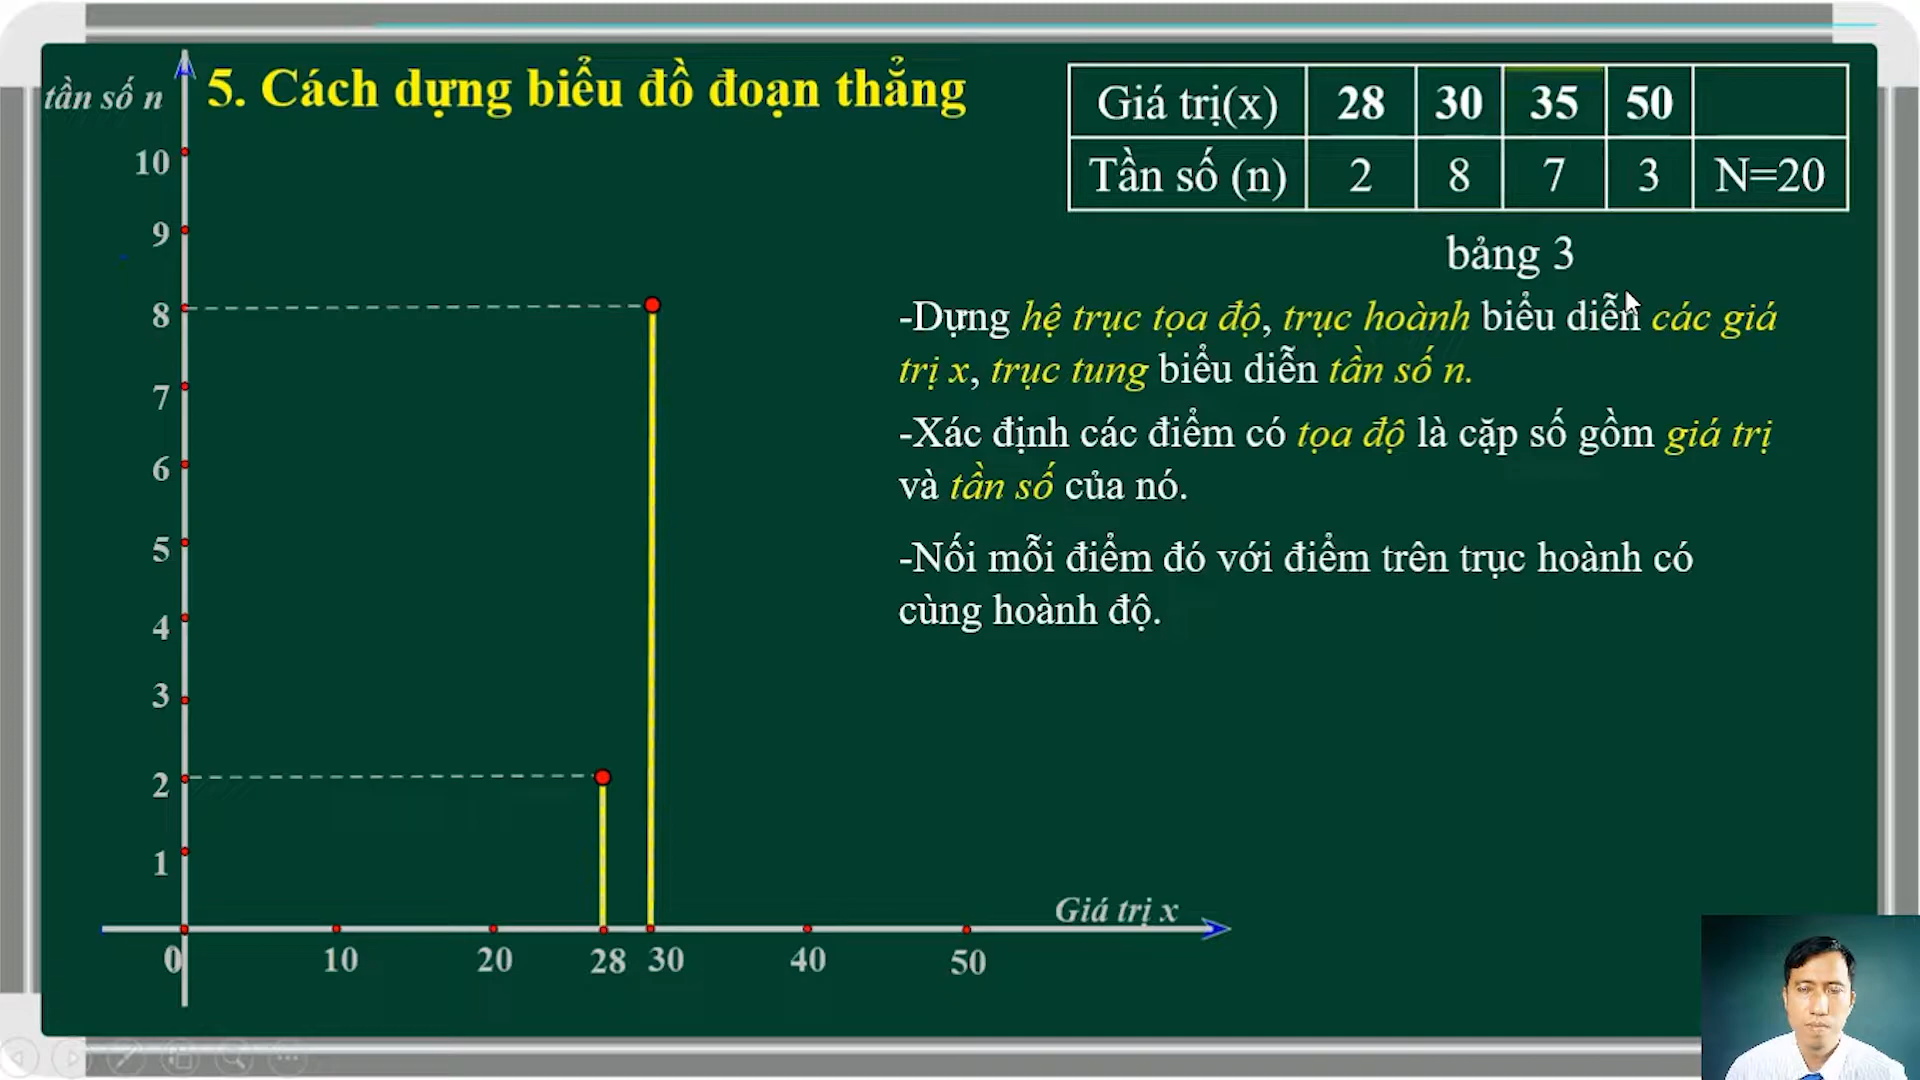 5. Cách dựng biểu đồ đoạn thẳng
tần số n
10
9
8
7
6
5
4
3
2
1
0 10 20 28 30 40 50
Giá trị x
Giá trị(x) 28 30 35 50
Tần số (n) 2 8 7 3 N=20
bảng 3
-Dựng hệ trục tọa độ, trục hoành biểu diễn các giá
trị x, trục tung biểu diễn tần số n.
-Xác định các điểm có tọa độ là cặp số gồm giá trị
và tần số của nó.
-Nối mỗi điểm đó với điểm trên trục hoành có
cùng hoành độ.